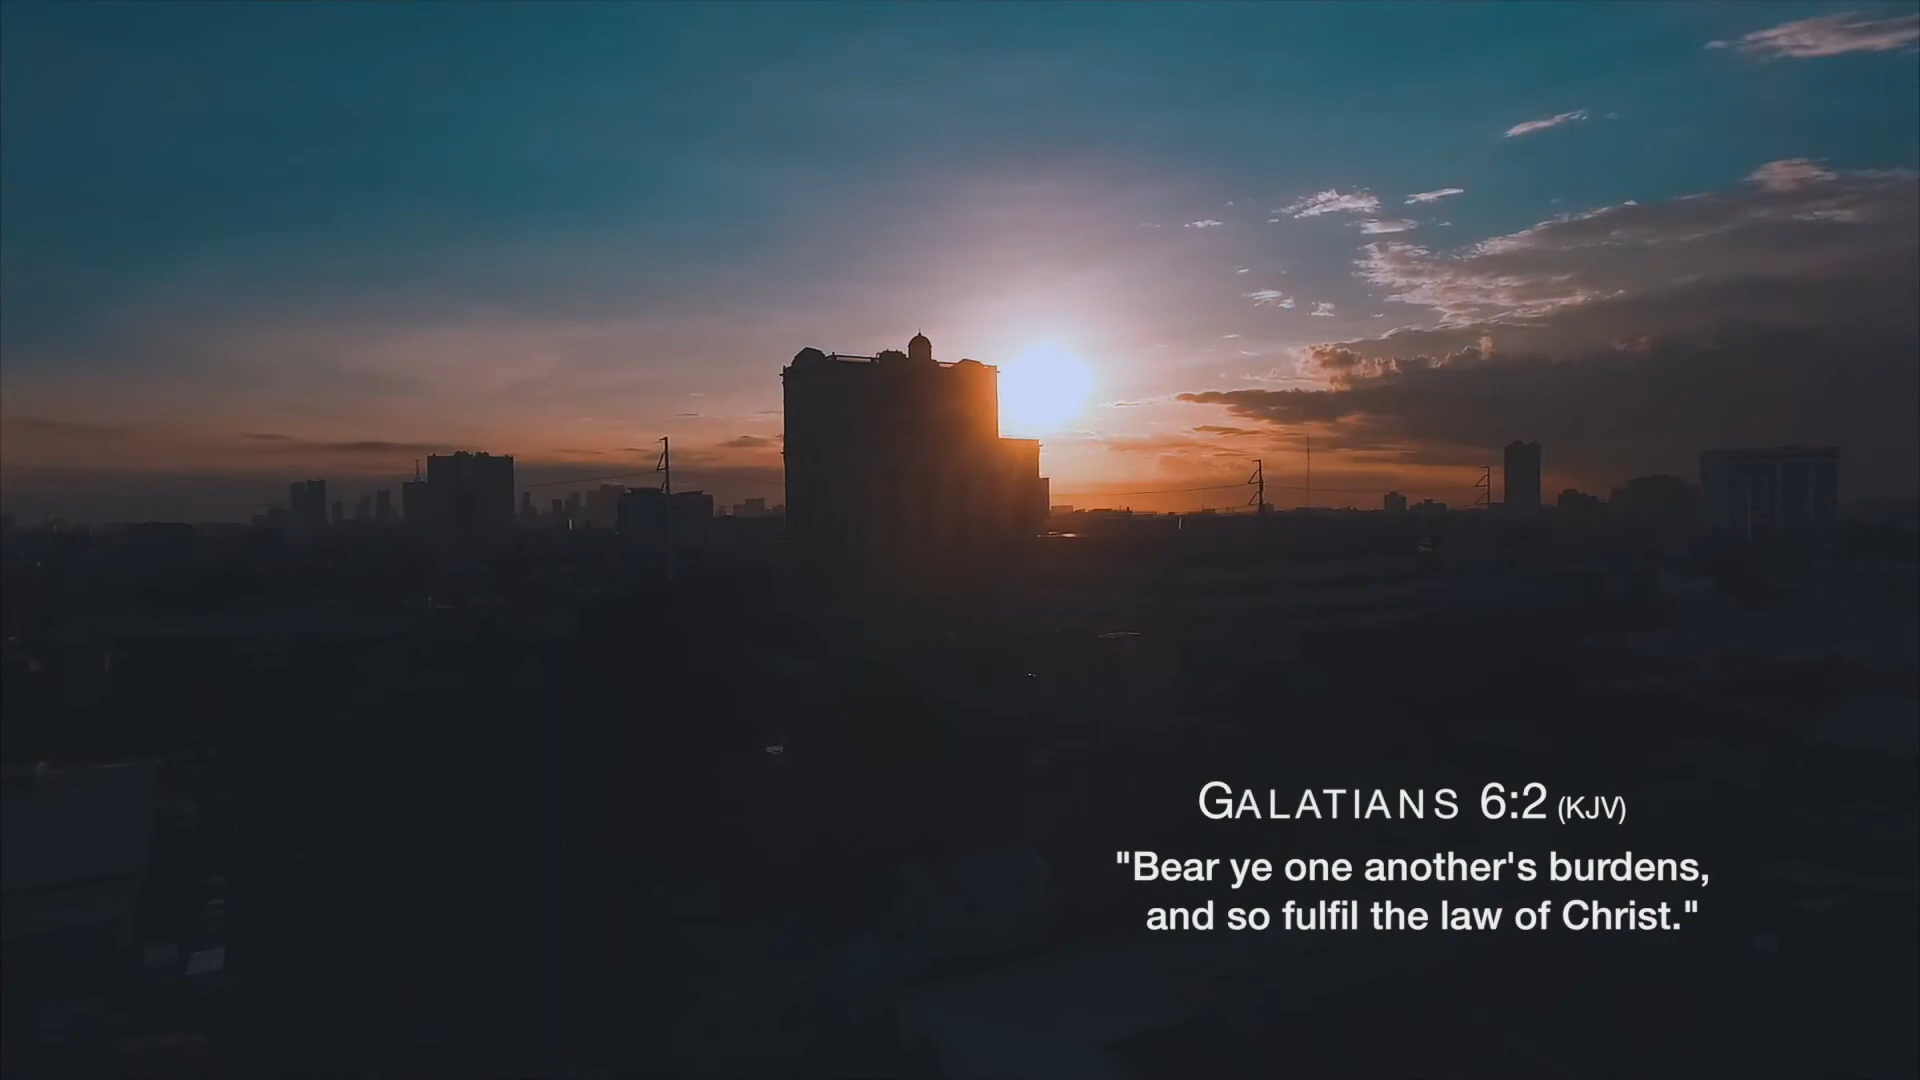 GALATIANS 6:2 (KJV)
"Bear ye one another's burdens,
and so fulfil the law of Christ."